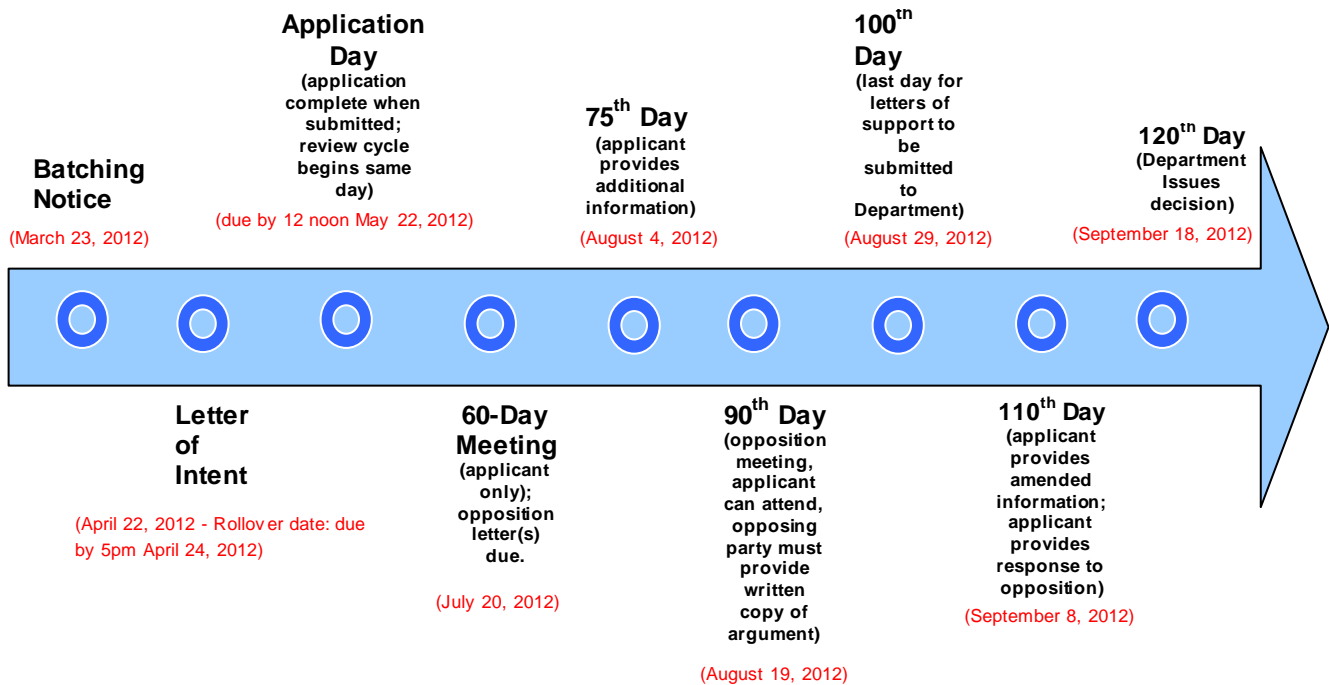 Batching
Notice
(March 23, 2012)
Letter
of
Intent
(April 22, 2012 - Rollover date: due
by 5pm April 24, 2012)
Application
Day
(application
complete when
submitted;
review cycle
begins same
day)
(due by 12 noon May 22, 2012)
60-Day
Meeting
(applicant
only);
opposition
letter(s)
due.
(July 20, 2012)
75th Day
(applicant
provides
additional
information)
(August 4, 2012)
90th Day
(opposition
meeting,
applicant
can attend,
opposing
party must
provide
written
copy of
argument)
(August 19, 2012)
100th
Day
(last day for
letters of
support to
be
submitted
to
Department)
(August 29, 2012)
110th Day
(applicant
provides
amended
information;
applicant
provides
response to
opposition)
(September 8, 2012)
120th Day
(Department
Issues
decision)
(September 18, 2012)